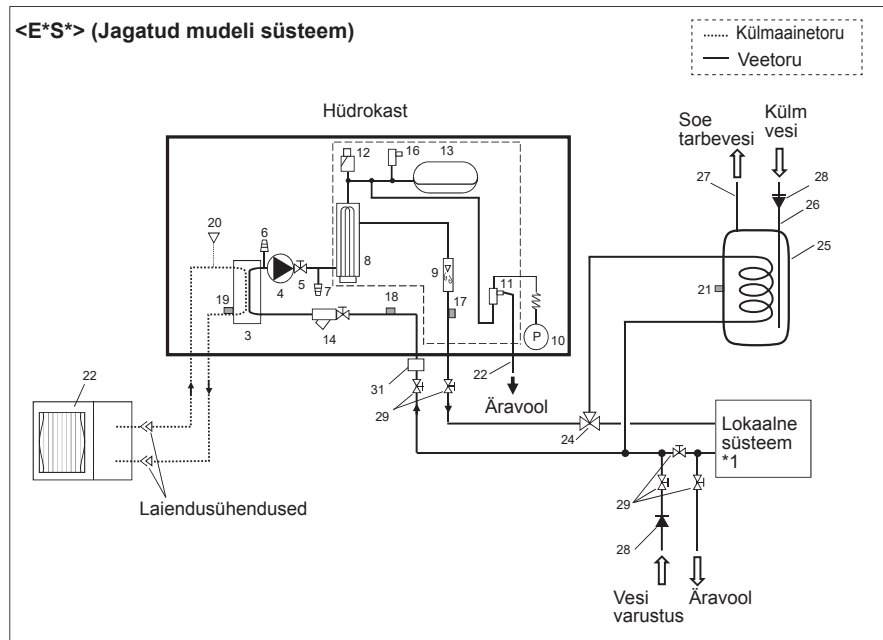 <E*S*> (Jagatud mudeli süsteem)
Külmaainetoru
Veetoru
Hüdrokast
Soe
tarbevesi
Külm
vesi
12
16
13
27
28
26
25
20
6
8
9
11
21
19
4
5
7
17
18
3
14
P
10
31
22
29
Äravool
22
24
Lokaalne
süsteem
*1
Laiendusühendused
29
28
Vesi
varustus
Äravool